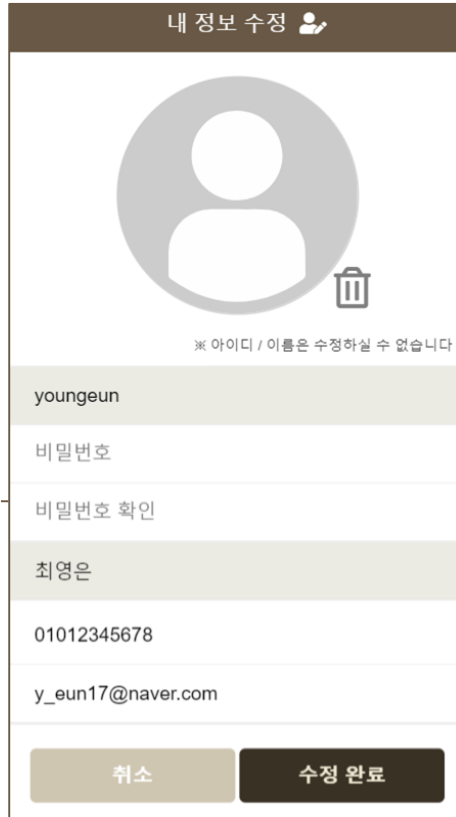 내 정보 수정
※ 아이디 / 이름은 수정하실 수 없습니다
youngeun
비밀번호
비밀번호 확인
최영은
01012345678
y_eun17@naver.com
취소 수정 완료